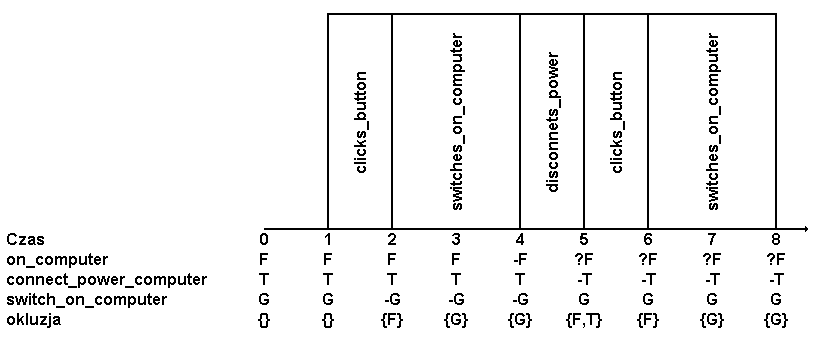 clicks_button
switches_on_computer
disconnets_power
clicks_button
switches_on_computer
Czas 0 1 2 3 4 5 6 7 8
on_computer F F F F -F ?F ?F ?F ?F
connect_power_computer T T T T T -T -T -T -T
switch_on_computer G G -G -G -G G G G G
okluzja {} {} {F} {G} {G} {F,T} {F} {G} {G}